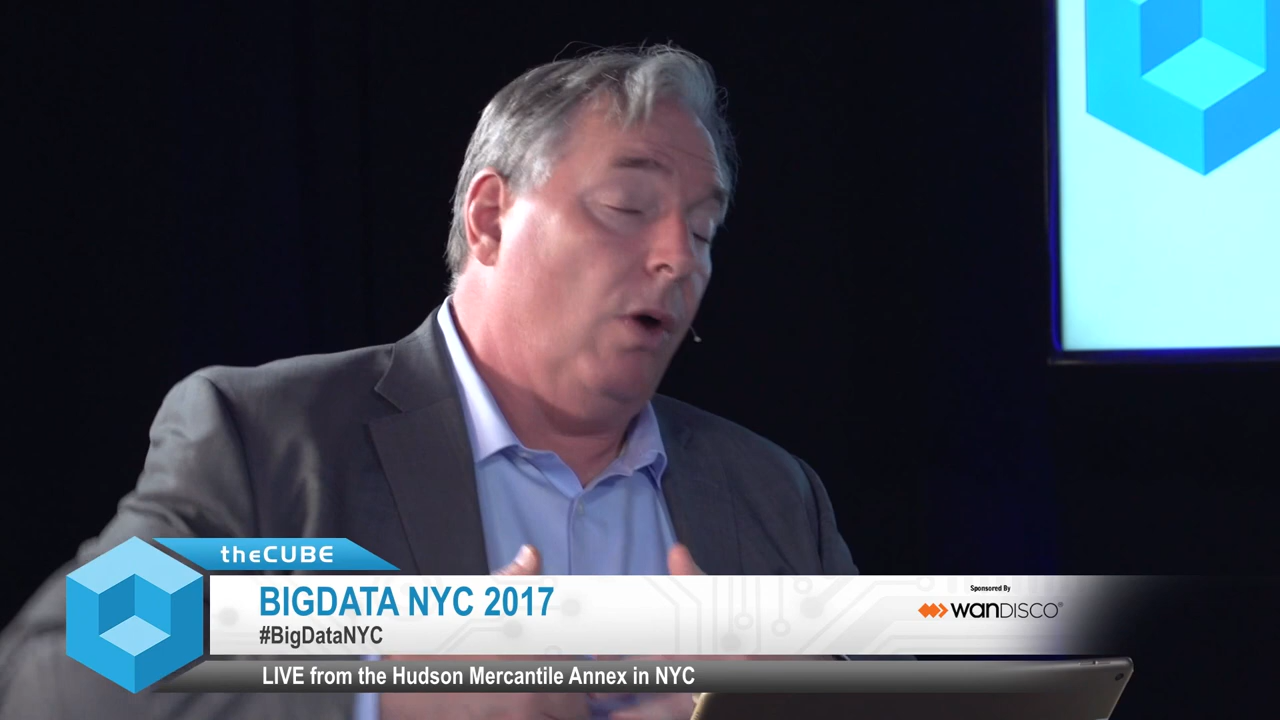 theCUBE
BIGDATA NYC 2017
#BigDataNYC
Sponsored By
WANDISCO®
LIVE from the Hudson Mercantile Annex in NYC